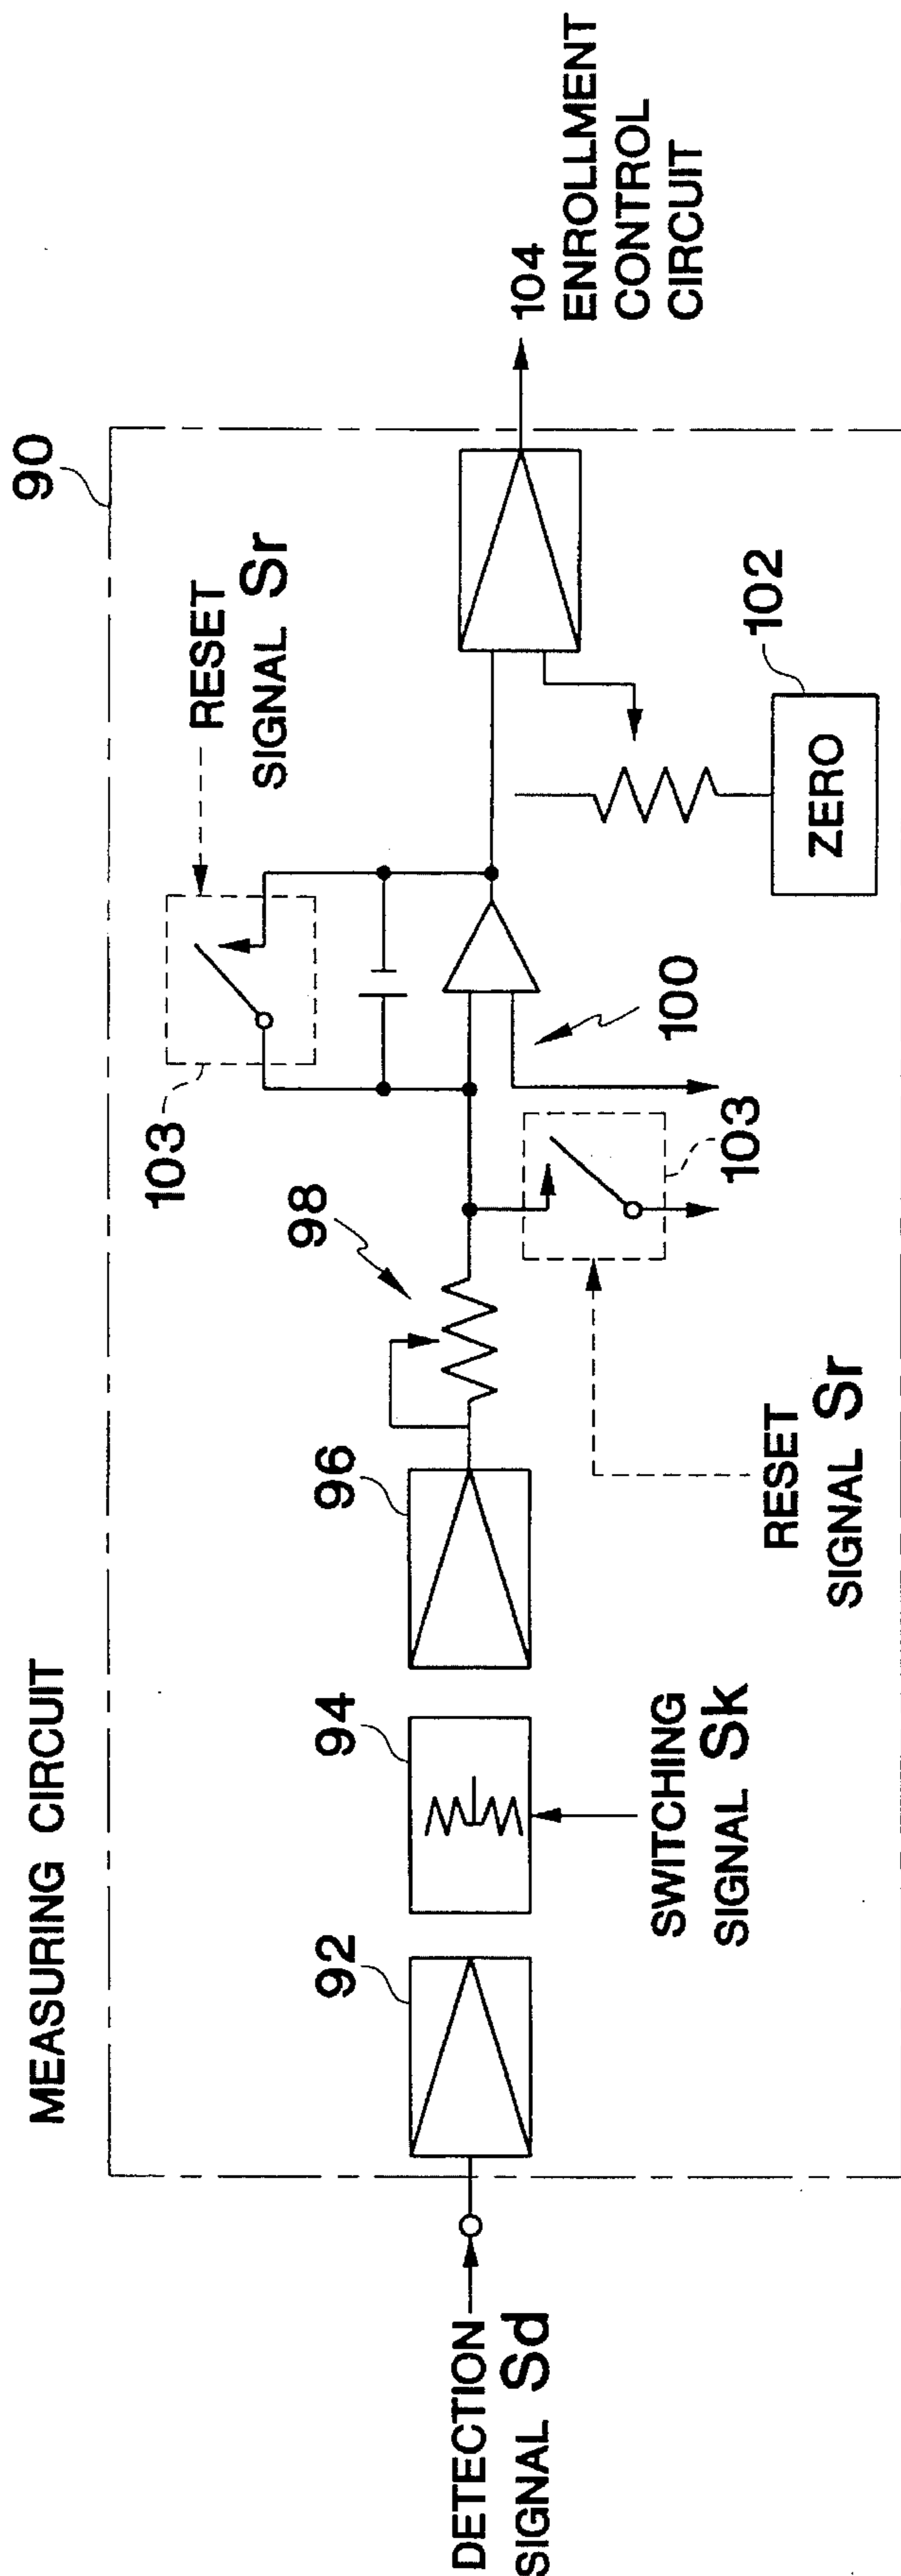 MEASURING CIRCUIT
90
DETECTION
SIGNAL Sd
92
94
SWITCHING
SIGNAL Sk
96
98
103
RESET
SIGNAL Sr
103
RESET
SIGNAL Sr
100
102
ZERO
104
ENROLLMENT
CONTROL
CIRCUIT